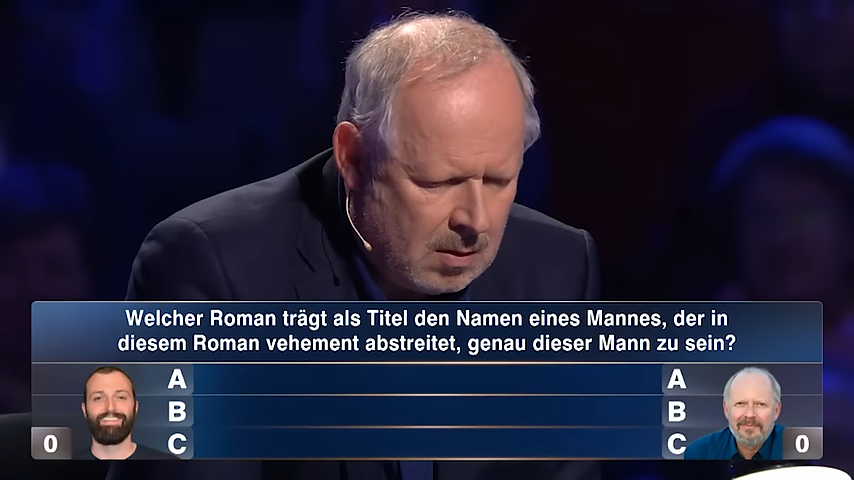 Welcher Roman trägt als Titel den Namen eines Mannes, der in
diesem Roman vehement abstreitet, genau dieser Mann zu sein?
A A
B B
0 C C 0